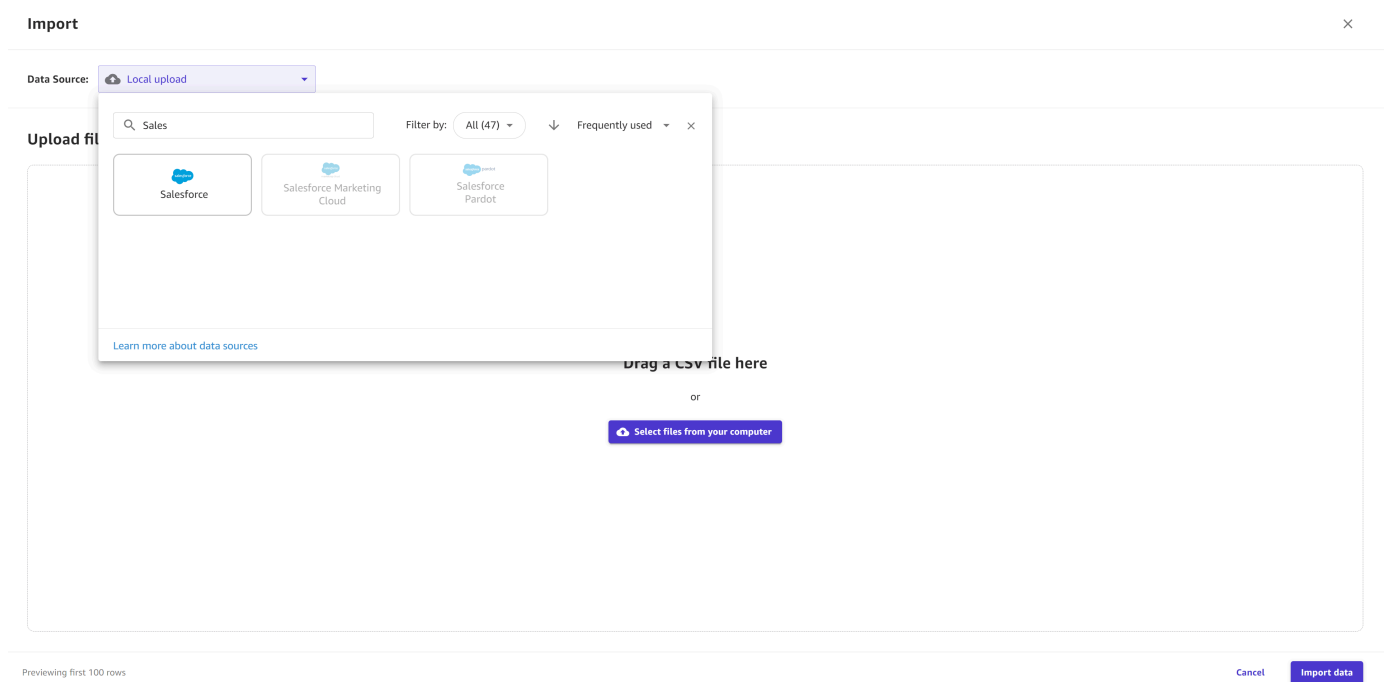 Import
Data Source:
Local upload
Sales
Filter by:
All (47)
Frequently used
Upload fil
salesforce
Salesforce
Salesforce Marketing
Cloud
Salesforce
Pardot
Learn more about data sources
Drag a CSV file here
or
Select files from your computer
Previewing first 100 rows
Cancel
Import data